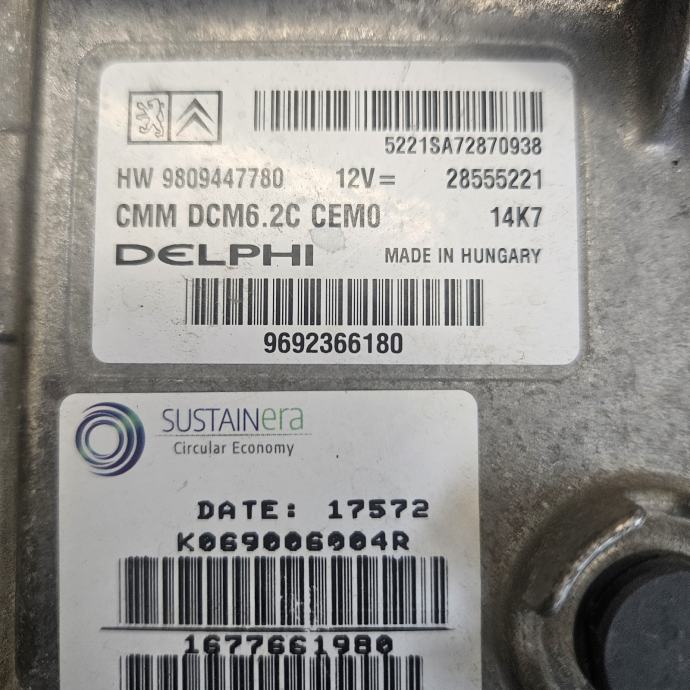 5221SA72870938
HW 9809447780 12V= 28555221
CMM DCM6.2C CEM0 14K7
DELPHI MADE IN HUNGARY
9692366180
SUSTAINera
Circular Economy
DATE: 17572
K069006004R
1677661980